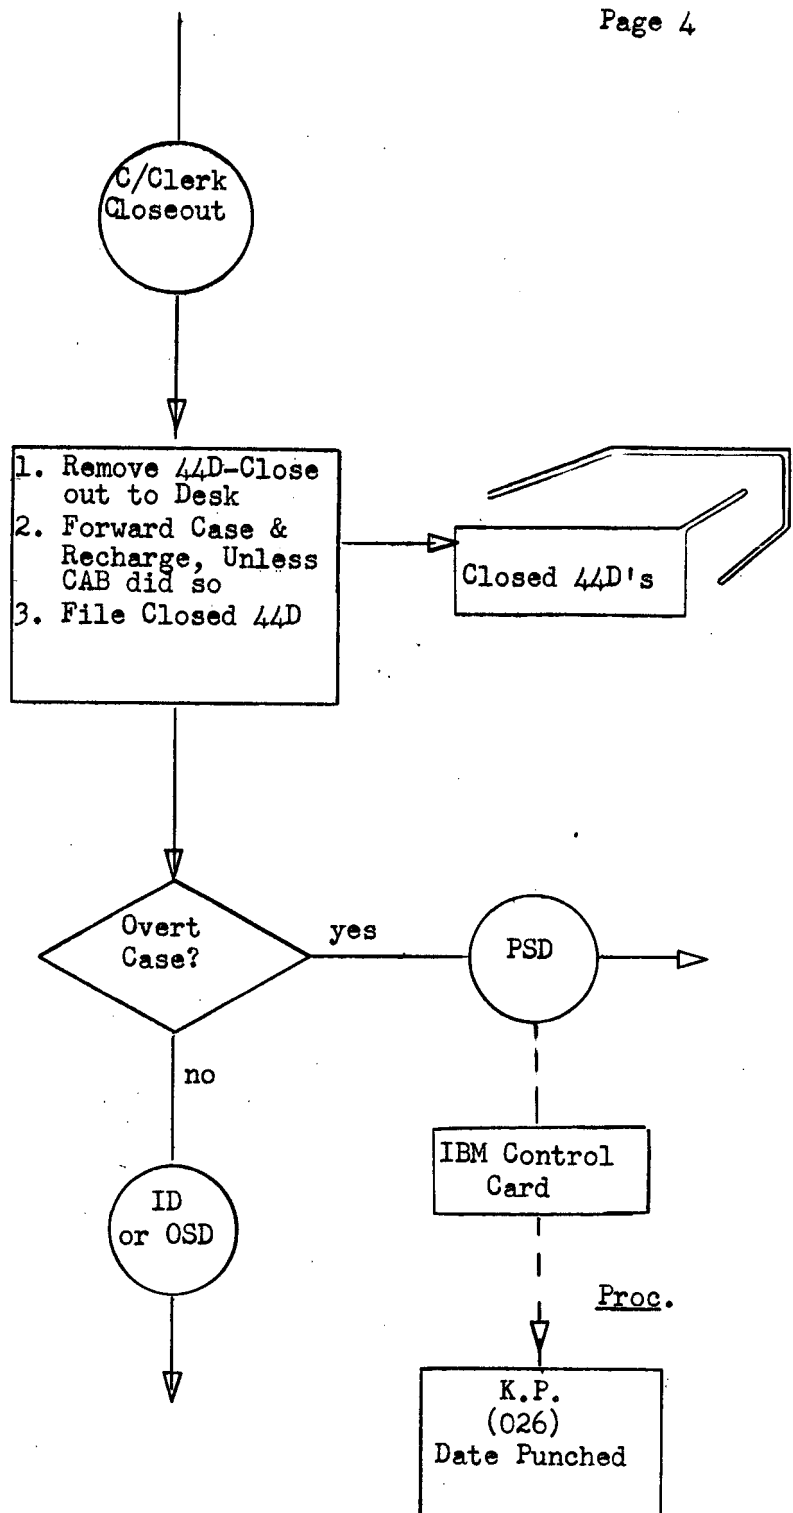 Page 4
C/Clerk
Closeout
1. Remove 44D-Close
out to Desk
2. Forward Case &
Recharge, Unless
CAB did so
3. File Closed 44D
Closed 44D's
Overt
Case?
yes
PSD
no
IBM Control
Card
ID
or OSD
Proc.
K.P.
(026)
Date Punched